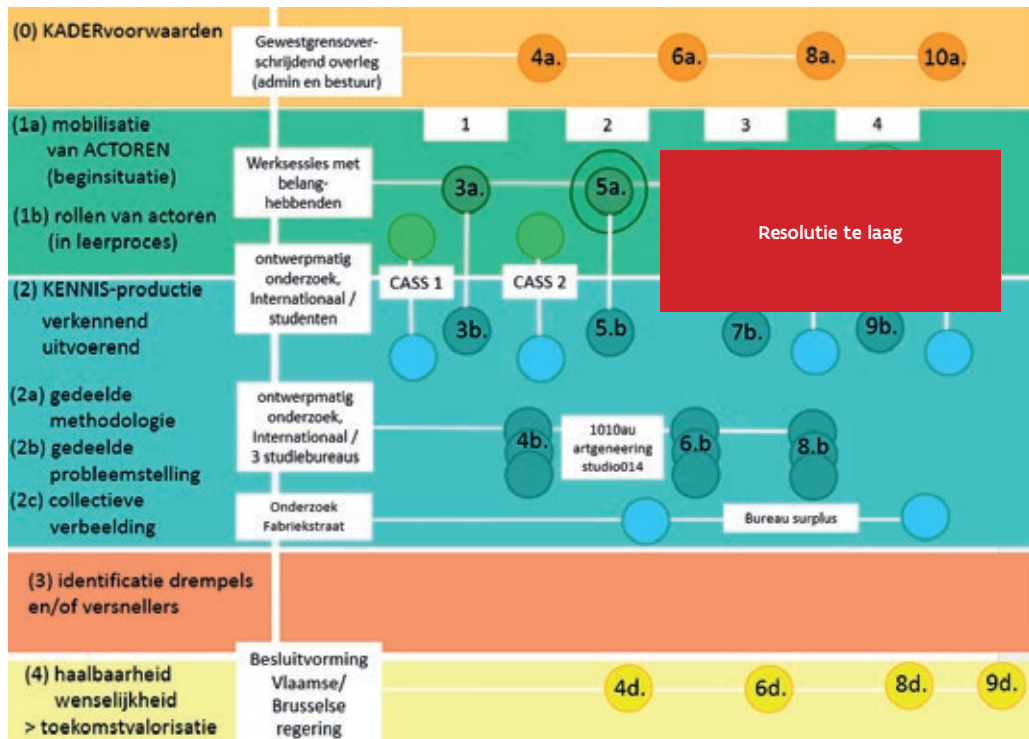 (0) KADERvoorwaarden
Gewestgrensover-
schrijdend overleg
(admin en bestuur)
4a.
6a.
8a.
10a.
(1a) mobilisatie
van ACTOREN
(beginsituatie)
1
2
3
4
Werksessies met
belang-
hebbenden
3a.
5a.
Resolutie te laag
(1b) rollen van actoren
(in leerproces)
ontwerpmatig
onderzoek,
Internationaal /
studenten
CASS 1
CASS 2
(2) KENNIS-productie
verkennend
uitvoerend
3b.
5.b
7b.
9b.
(2a) gedeelde
methodologie
ontwerpmatig
onderzoek,
Internationaal /
3 studiebureaus
4b.
1010au
artgeneering
studio014
6.b
8.b
(2b) gedeelde
probleemstelling
(2c) collectieve
verbeelding
Onderzoek
Fabriekstraat
Bureau surplus
(3) identificatie drempels
en/of versnellers
(4) haalbaarheid
wenselijkheid
> toekomstvalorisatie
Besluitvorming
Vlaamse/
Brusselse
regering
4d.
6d.
8d.
9d.